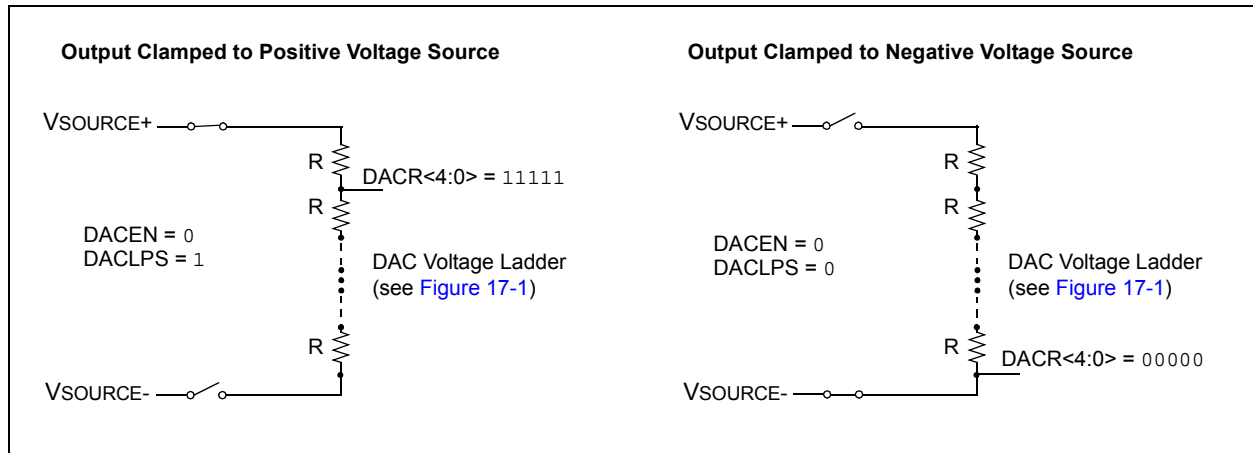 Output Clamped to Positive Voltage Source
VSOURCE+
R
DACR<4:0> = 11111
R
DACEN = 0
DACLPS = 1
DAC Voltage Ladder
(see Figure 17-1)
R
VSOURCE-
Output Clamped to Negative Voltage Source
VSOURCE+
R
R
DACEN = 0
DACLPS = 0
DAC Voltage Ladder
(see Figure 17-1)
R
DACR<4:0> = 00000
VSOURCE-